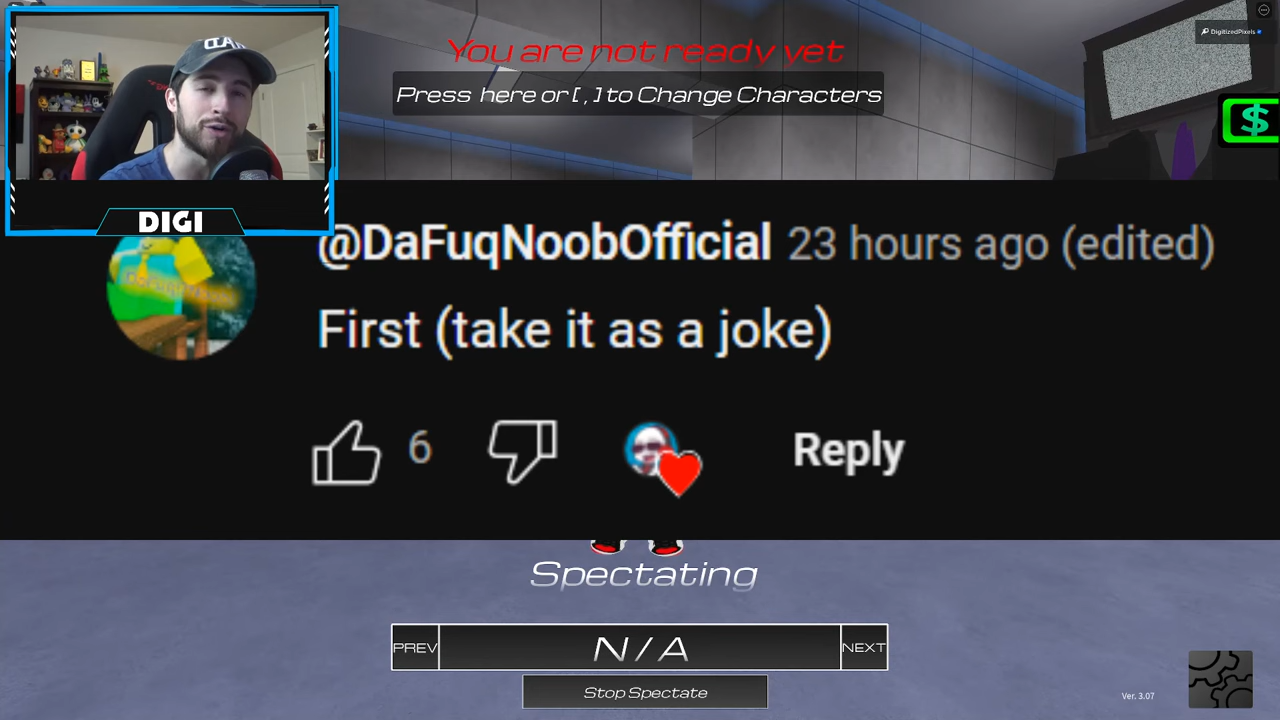 You are not ready yet
Press here or [ , ] to Change Characters
DigitizedPixels
$
DIGI
@DaFuqNoobOfficial 23 hours ago (edited)
First (take it as a joke)
6
Reply
Spectating
PREV N/A NEXT
Stop Spectate
Ver. 3.07